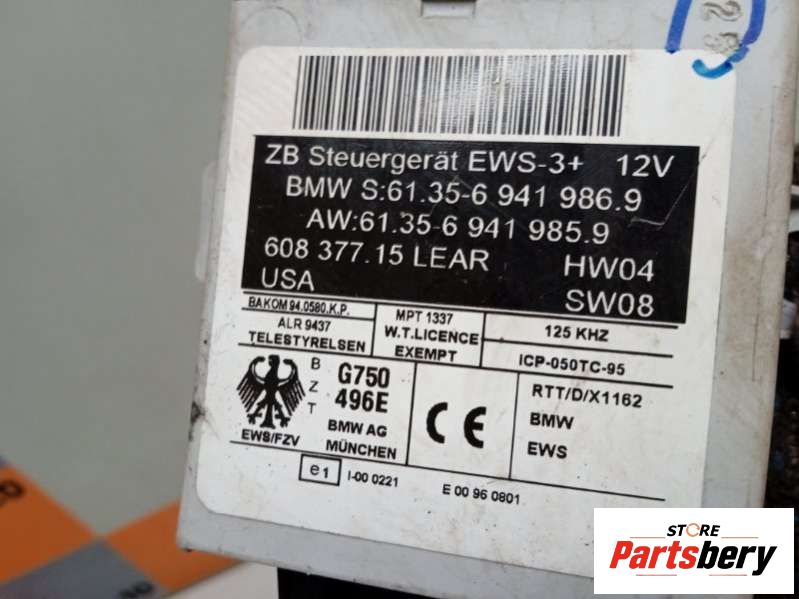 ZB Steuergerät EWS-3+ 12V
BMW S:61.35-6 941 986.9
AW:61.35-6 941 985.9
608 377.15 LEAR HW04
USA SW08
BAKOM 94.0580.K.P.
ALR 9437
TELESTYRELSEN
MPT 1337
W.T.LICENCE
EXEMPT
125 KHZ
ICP-050TC-95
EWS/FZV
B
Z
T
G750
496E
BMW AG
MÜNCHEN
CE
RTT/D/X1162
BMW
EWS
e1 I-00 0221 E 00 96 0801
STORE
Partsbery